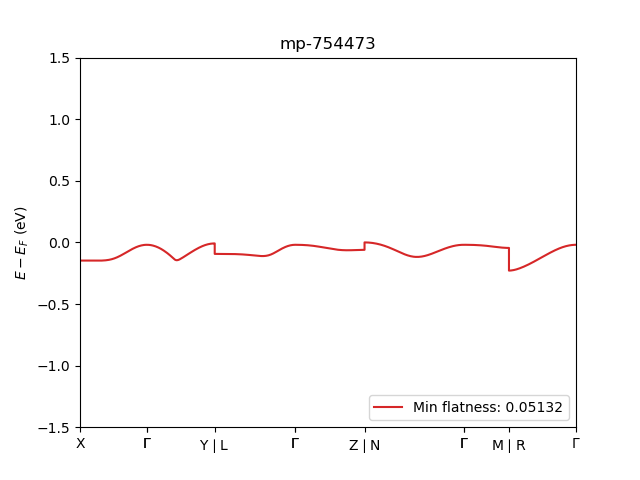 mp-754473
E − E_F (eV)
1.5
1.0
0.5
0.0
−0.5
−1.0
−1.5
Min flatness: 0.05132
X Γ Y | L Γ Z | N Γ M | R Γ